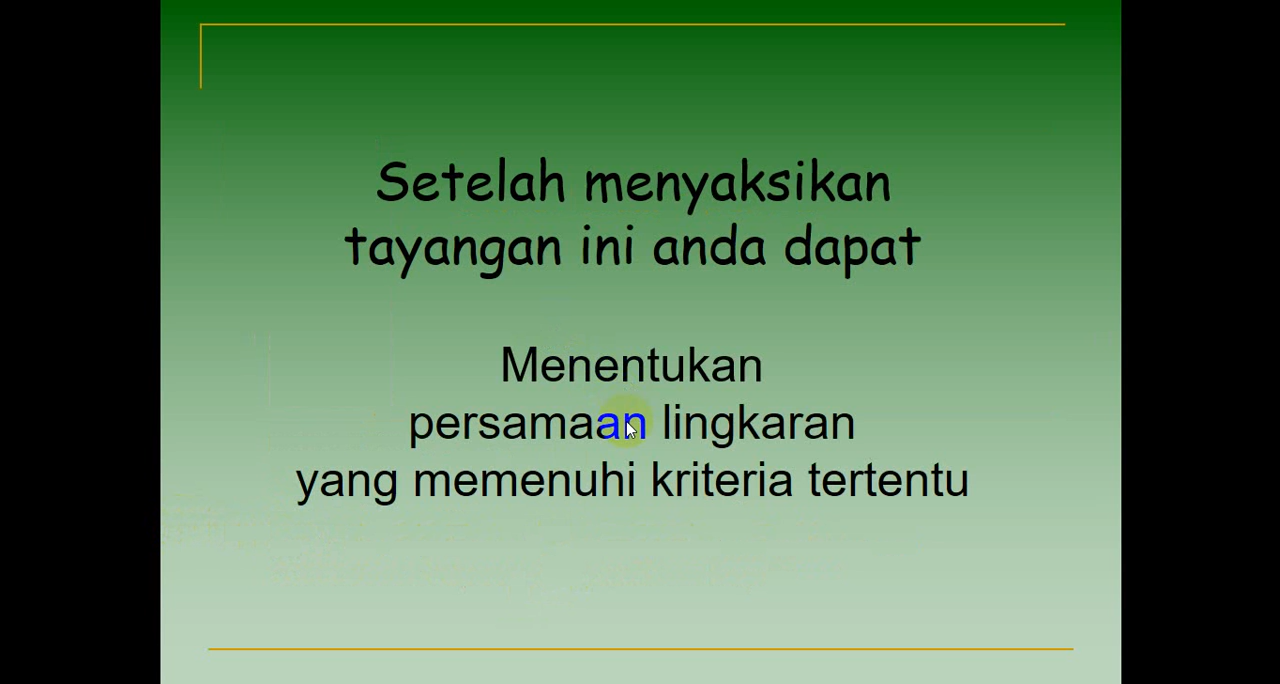 Setelah menyaksikan
tayangan ini anda dapat
Menentukan
persamaan lingkaran
yang memenuhi kriteria tertentu